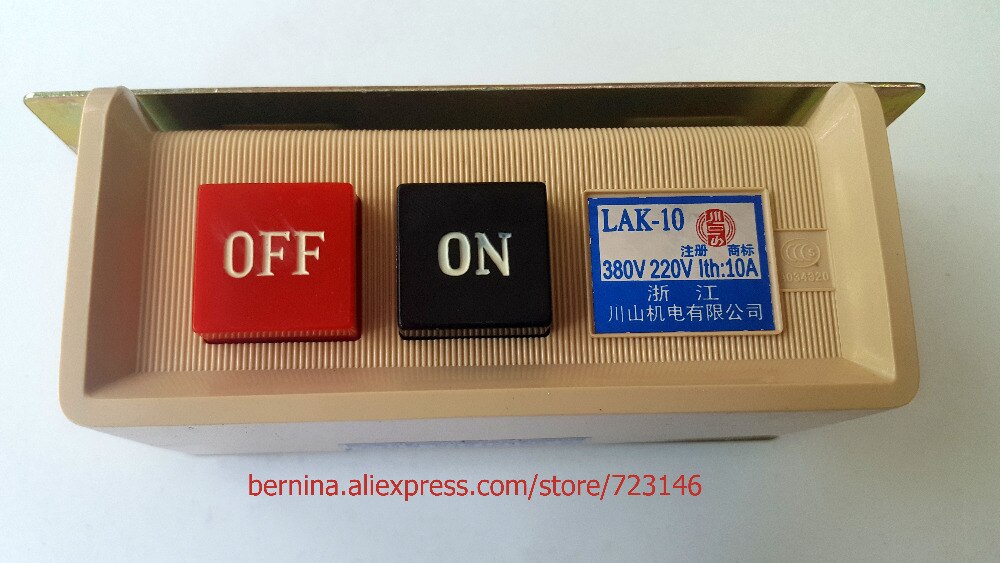 OFF
ON
LAK-10
注册 商标
380V 220V Ith:10A
浙 江
川山机电有限公司
034320
bernina.aliexpress.com/store/723146